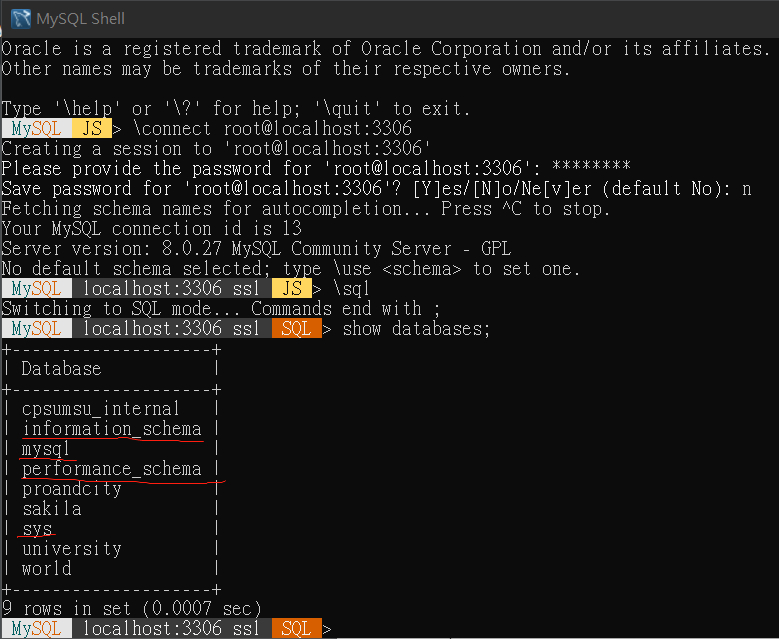 MySQL Shell
Oracle is a registered trademark of Oracle Corporation and/or its affiliates.
Other names may be trademarks of their respective owners.
Type '\help' or '\?' for help; '\quit' to exit.
MySQL JS > \connect root@localhost:3306
Creating a session to 'root@localhost:3306'
Please provide the password for 'root@localhost:3306': ********
Save password for 'root@localhost:3306'? [Y]es/[N]o/Ne[v]er (default No): n
Fetching schema names for autocompletion... Press ^C to stop.
Your MySQL connection id is 13
Server version: 8.0.27 MySQL Community Server - GPL
No default schema selected; type \use <schema> to set one.
MySQL localhost:3306 ssl JS > \sql
Switching to SQL mode... Commands end with ;
MySQL localhost:3306 ssl SQL > show databases;
+--------------------+
| Database           |
+--------------------+
| cpsumsu_internal   |
| information_schema |
| mysql              |
| performance_schema |
| proandcity         |
| sakila             |
| sys                |
| university         |
| world              |
+--------------------+
9 rows in set (0.0007 sec)
MySQL localhost:3306 ssl SQL >